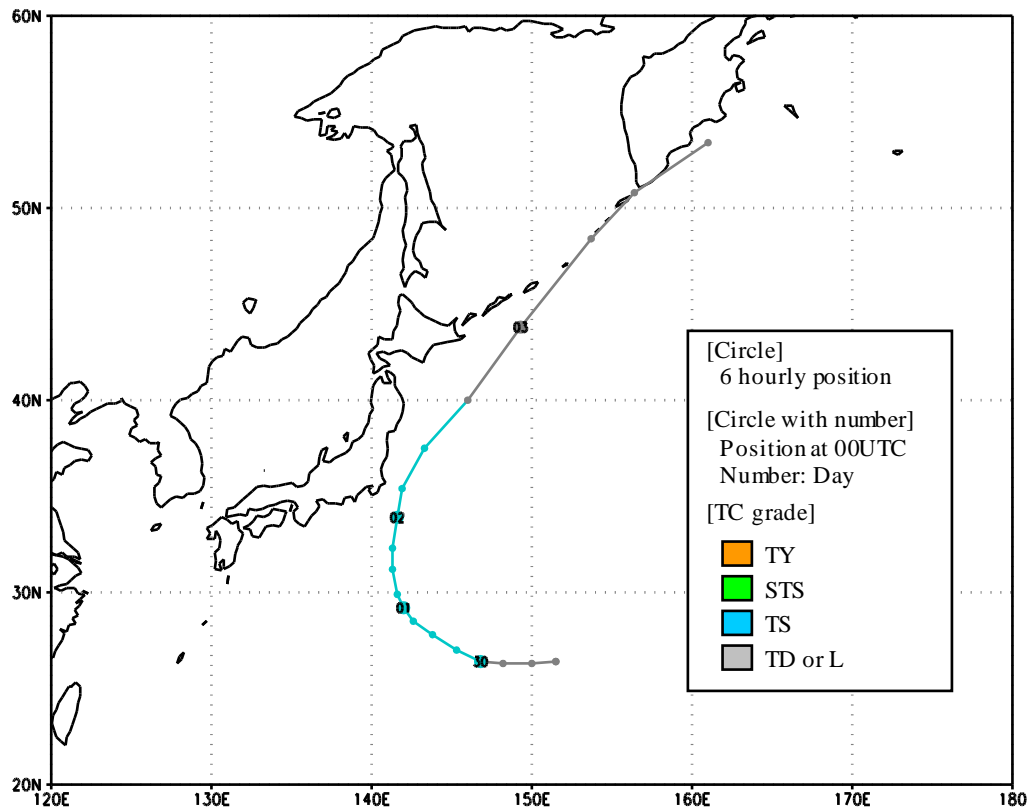 60N
50N
03
[Circle]
6 hourly position
40N
[Circle with number]
Position at 00UTC
Number: Day
02
[TC grade]
TY
30N
STS
01
TS
30
TD or L
20N
120E 130E 140E 150E 160E 170E 180